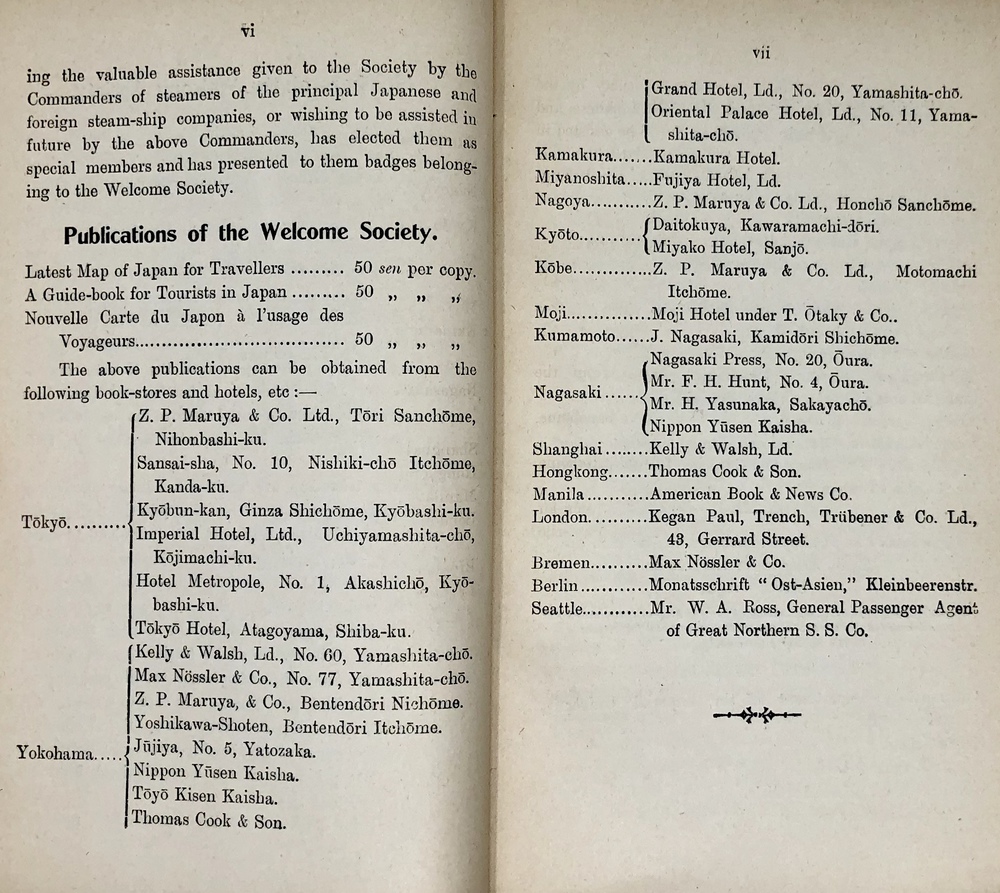 vi
ing the valuable assistance given to the Society by the
Commanders of steamers of the principal Japanese and
foreign steam-ship companies, or wishing to be assisted in
future by the above Commanders, has elected them as
special members and has presented to them badges belong-
ing to the Welcome Society.
Publications of the Welcome Society.
Latest Map of Japan for Travellers ......... 50 sen per copy.
A Guide-book for Tourists in Japan ......... 50 „ „ „
Nouvelle Carte du Japon à l'usage des
Voyageurs................................... 50 „ „ „
The above publications can be obtained from the
following book-stores and hotels, etc :—
Z. P. Maruya & Co. Ltd., Tōri Sanchōme,
Nihonbashi-ku.
Sansai-sha, No. 10, Nishiki-chō Itchōme,
Kanda-ku.
Kyōbun-kan, Ginza Shichōme, Kyōbashi-ku.
Tōkyō..........
Imperial Hotel, Ltd., Uchiyamashita-chō,
Kōjimachi-ku.
Hotel Metropole, No. 1, Akashichō, Kyō-
bashi-ku.
Tōkyō Hotel, Atagoyama, Shiba-ku.
Kelly & Walsh, Ld., No. 60, Yamashita-chō.
Max Nössler & Co., No. 77, Yamashita-chō.
Z. P. Maruya, & Co., Bentendōri Nichōme.
Yoshikawa-Shoten, Bentendōri Itchōme.
Yokohama.....Jūjiya, No. 5, Yatozaka.
Nippon Yūsen Kaisha.
Tōyō Kisen Kaisha.
Thomas Cook & Son.
vii
Grand Hotel, Ld., No. 20, Yamashita-chō.
Oriental Palace Hotel, Ld., No. 11, Yama-
shita-chō.
Kamakura.......Kamakura Hotel.
Miyanoshita.....Fujiya Hotel, Ld.
Nagoya...........Z. P. Maruya & Co. Ld., Honchō Sanchōme.
Kyōto...........
Daitokuya, Kawaramachi-dōri.
Miyako Hotel, Sanjō.
Kōbe.............Z. P. Maruya & Co. Ld., Motomachi
Itchōme.
Moji..............Moji Hotel under T. Ōtaky & Co..
Kumamoto......J. Nagasaki, Kamidōri Shichōme.
Nagasaki......
Nagasaki Press, No. 20, Ōura.
Mr. F. H. Hunt, No. 4, Ōura.
Mr. H. Yasunaka, Sakayachō.
Nippon Yūsen Kaisha.
Shanghai........Kelly & Walsh, Ld.
Hongkong.......Thomas Cook & Son.
Manila...........American Book & News Co.
London..........Kegan Paul, Trench, Trübener & Co. Ld.,
43, Gerrard Street.
Bremen..........Max Nössler & Co.
Berlin............Monatsschrift “ Ost-Asien,” Kleinbeerenstr.
Seattle............Mr. W. A. Ross, General Passenger Agent
of Great Northern S. S. Co.